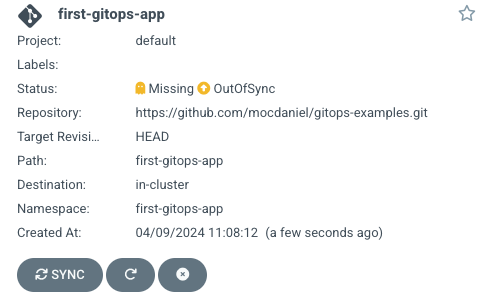 first-gitops-app
Project: default
Labels:
Status: Missing OutOfSync
Repository: https://github.com/mocdaniel/gitops-examples.git
Target Revisi... HEAD
Path: first-gitops-app
Destination: in-cluster
Namespace: first-gitops-app
Created At: 04/09/2024 11:08:12 (a few seconds ago)
SYNC